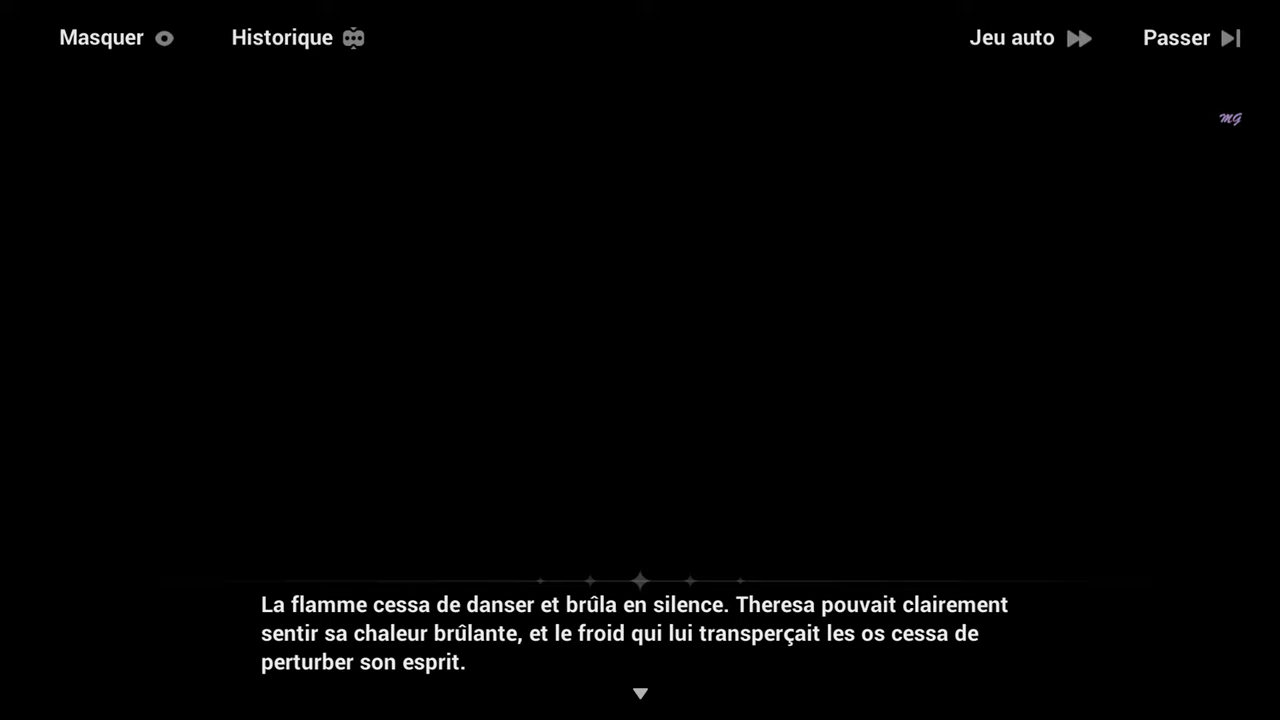 Masquer
Historique
Jeu auto
Passer
MG
La flamme cessa de danser et brûla en silence. Theresa pouvait clairement
sentir sa chaleur brûlante, et le froid qui lui transperçait les os cessa de
perturber son esprit.